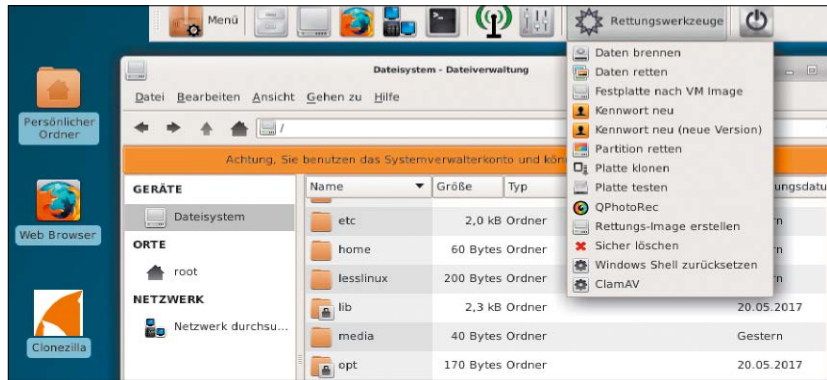 Menü
Rettungswerkzeuge
Persönlicher
Ordner
Web Browser
Clonezilla
Dateisystem - Dateiverwaltung
Datei Bearbeiten Ansicht Gehen zu Hilfe
/
Achtung, Sie benutzen das Systemverwalterkonto und
GERÄTE
Dateisystem
ORTE
root
NETZWERK
Netzwerk durchsu...
Name Größe Typ
etc 2,0 kB Ordner
home 60 Bytes Ordner
lesslinux 200 Bytes Ordner
lib 2,3 kB Ordner 20.05.2017
media 40 Bytes Ordner Gestern
opt 170 Bytes Ordner 20.05.2017
Daten brennen
Daten retten
Festplatte nach VM Image
Kennwort neu
Kennwort neu (neue Version)
Partition retten
Platte klonen
Platte testen
QPhotoRec
Rettungs-Image erstellen
Sicher löschen
Windows Shell zurücksetzen
ClamAV